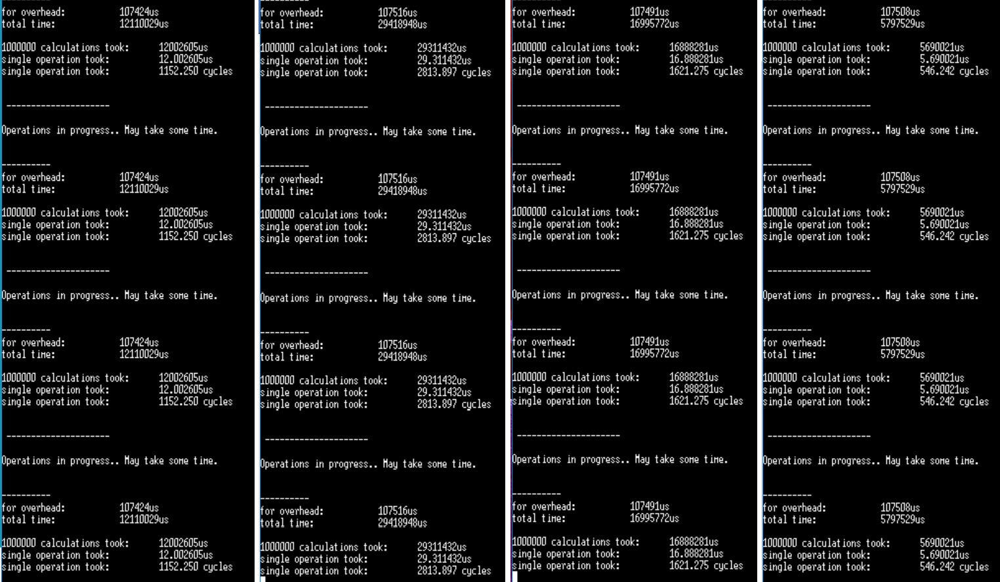 for overhead: 107424us
total time: 12110029us
1000000 calculations took: 12002605us
single operation took: 12.002605us
single operation took: 1152.250 cycles
---------------------
Operations in progress.. May take some time.
----------
for overhead: 107424us
total time: 12110029us
1000000 calculations took: 12002605us
single operation took: 12.002605us
single operation took: 1152.250 cycles
---------------------
Operations in progress.. May take some time.
----------
for overhead: 107424us
total time: 12110029us
1000000 calculations took: 12002605us
single operation took: 12.002605us
single operation took: 1152.250 cycles
---------------------
Operations in progress.. May take some time.
----------
for overhead: 107424us
total time: 12110029us
1000000 calculations took: 12002605us
single operation took: 12.002605us
single operation took: 1152.250 cycles
----------
for overhead: 107516us
total time: 29418948us
1000000 calculations took: 29311432us
single operation took: 29.311432us
single operation took: 2813.897 cycles
---------------------
Operations in progress.. May take some time.
----------
for overhead: 107516us
total time: 29418948us
1000000 calculations took: 29311432us
single operation took: 29.311432us
single operation took: 2813.897 cycles
---------------------
Operations in progress.. May take some time.
----------
for overhead: 107516us
total time: 29418948us
1000000 calculations took: 29311432us
single operation took: 29.311432us
single operation took: 2813.897 cycles
---------------------
Operations in progress.. May take some time.
----------
for overhead: 107516us
total time: 29418948us
1000000 calculations took: 29311432us
single operation took: 29.311432us
single operation took: 2813.897 cycles
for overhead: 107491us
total time: 16995772us
1000000 calculations took: 16888281us
single operation took: 16.888281us
single operation took: 1621.275 cycles
---------------------
Operations in progress.. May take some time.
----------
for overhead: 107491us
total time: 16995772us
1000000 calculations took: 16888281us
single operation took: 16.888281us
single operation took: 1621.275 cycles
---------------------
Operations in progress.. May take some time.
----------
for overhead: 107491us
total time: 16995772us
1000000 calculations took: 16888281us
single operation took: 16.888281us
single operation took: 1621.275 cycles
---------------------
Operations in progress.. May take some time.
----------
for overhead: 107491us
total time: 16995772us
1000000 calculations took: 16888281us
single operation took: 16.888281us
single operation took: 1621.275 cycles
for overhead: 107508us
total time: 5797529us
1000000 calculations took: 5690021us
single operation took: 5.690021us
single operation took: 546.242 cycles
---------------------
Operations in progress.. May take some time.
----------
for overhead: 107508us
total time: 5797529us
1000000 calculations took: 5690021us
single operation took: 5.690021us
single operation took: 546.242 cycles
---------------------
Operations in progress.. May take some time.
----------
for overhead: 107508us
total time: 5797529us
1000000 calculations took: 5690021us
single operation took: 5.690021us
single operation took: 546.242 cycles
---------------------
Operations in progress.. May take some time.
----------
for overhead: 107508us
total time: 5797529us
1000000 calculations took: 5690021us
single operation took: 5.690021us
single operation took: 546.242 cycles